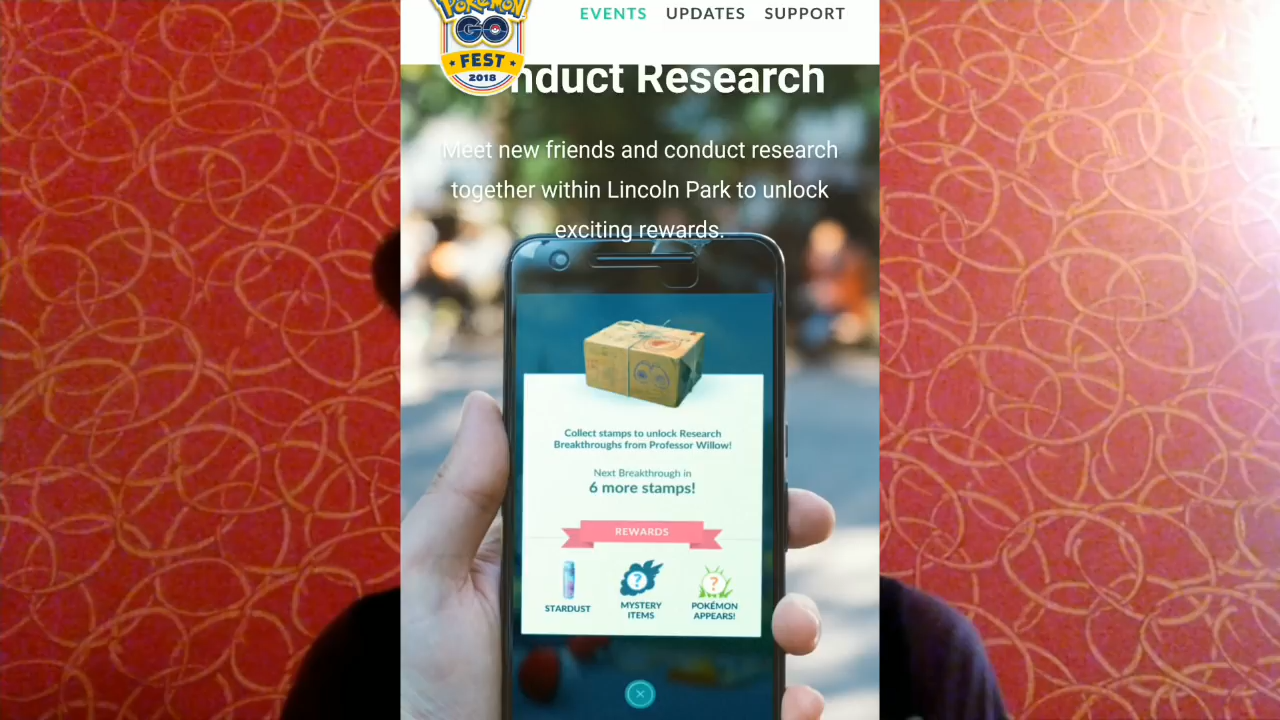 POKÉMON
GO
FEST
2018
EVENTS UPDATES SUPPORT
nduct Research
Meet new friends and conduct research
together within Lincoln Park to unlock
exciting rewards.
Collect stamps to unlock Research
Breakthroughs from Professor Willow!
Next Breakthrough in
6 more stamps!
REWARDS
?
?
STARDUST
MYSTERY
ITEMS
POKÉMON
APPEARS!